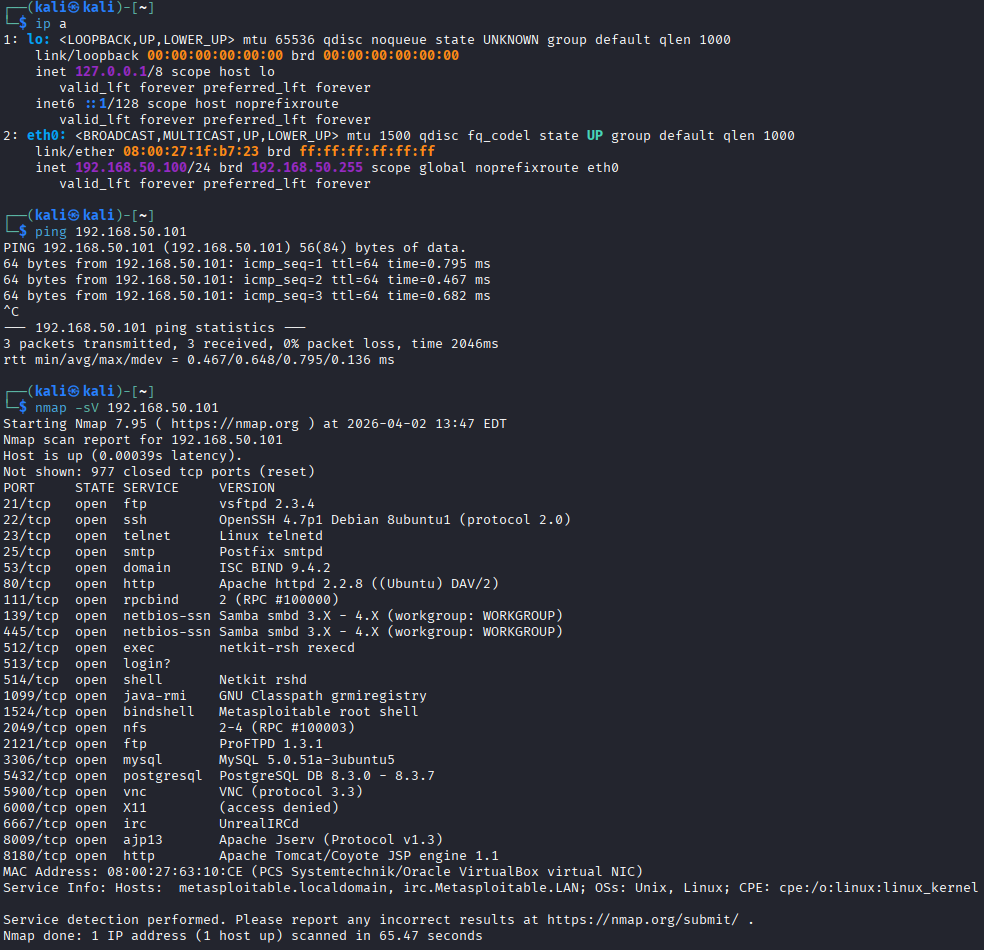 ┌──(kali㉿kali)-[~]
└─$ ip a
1: lo: <LOOPBACK,UP,LOWER_UP> mtu 65536 qdisc noqueue state UNKNOWN group default qlen 1000
    link/loopback 00:00:00:00:00:00 brd 00:00:00:00:00:00
    inet 127.0.0.1/8 scope host lo
       valid_lft forever preferred_lft forever
    inet6 ::1/128 scope host noprefixroute
       valid_lft forever preferred_lft forever
2: eth0: <BROADCAST,MULTICAST,UP,LOWER_UP> mtu 1500 qdisc fq_codel state UP group default qlen 1000
    link/ether 08:00:27:1f:b7:23 brd ff:ff:ff:ff:ff:ff
    inet 192.168.50.100/24 brd 192.168.50.255 scope global noprefixroute eth0
       valid_lft forever preferred_lft forever

┌──(kali㉿kali)-[~]
└─$ ping 192.168.50.101
PING 192.168.50.101 (192.168.50.101) 56(84) bytes of data.
64 bytes from 192.168.50.101: icmp_seq=1 ttl=64 time=0.795 ms
64 bytes from 192.168.50.101: icmp_seq=2 ttl=64 time=0.467 ms
64 bytes from 192.168.50.101: icmp_seq=3 ttl=64 time=0.682 ms
^C
--- 192.168.50.101 ping statistics ---
3 packets transmitted, 3 received, 0% packet loss, time 2046ms
rtt min/avg/max/mdev = 0.467/0.648/0.795/0.136 ms

┌──(kali㉿kali)-[~]
└─$ nmap -sV 192.168.50.101
Starting Nmap 7.95 ( https://nmap.org ) at 2026-04-02 13:47 EDT
Nmap scan report for 192.168.50.101
Host is up (0.00039s latency).
Not shown: 977 closed tcp ports (reset)
PORT     STATE SERVICE     VERSION
21/tcp   open  ftp         vsftpd 2.3.4
22/tcp   open  ssh         OpenSSH 4.7p1 Debian 8ubuntu1 (protocol 2.0)
23/tcp   open  telnet      Linux telnetd
25/tcp   open  smtp        Postfix smtpd
53/tcp   open  domain      ISC BIND 9.4.2
80/tcp   open  http        Apache httpd 2.2.8 ((Ubuntu) DAV/2)
111/tcp  open  rpcbind     2 (RPC #100000)
139/tcp  open  netbios-ssn Samba smbd 3.X - 4.X (workgroup: WORKGROUP)
445/tcp  open  netbios-ssn Samba smbd 3.X - 4.X (workgroup: WORKGROUP)
512/tcp  open  exec        netkit-rsh rexecd
513/tcp  open  login?
514/tcp  open  shell       Netkit rshd
1099/tcp open  java-rmi    GNU Classpath grmiregistry
1524/tcp open  bindshell   Metasploitable root shell
2049/tcp open  nfs         2-4 (RPC #100003)
2121/tcp open  ftp         ProFTPD 1.3.1
3306/tcp open  mysql       MySQL 5.0.51a-3ubuntu5
5432/tcp open  postgresql  PostgreSQL DB 8.3.0 - 8.3.7
5900/tcp open  vnc         VNC (protocol 3.3)
6000/tcp open  X11         (access denied)
6667/tcp open  irc         UnrealIRCd
8009/tcp open  ajp13       Apache Jserv (Protocol v1.3)
8180/tcp open  http        Apache Tomcat/Coyote JSP engine 1.1
MAC Address: 08:00:27:63:10:CE (PCS Systemtechnik/Oracle VirtualBox virtual NIC)
Service Info: Hosts:  metasploitable.localdomain, irc.Metasploitable.LAN; OSs: Unix, Linux; CPE: cpe:/o:linux:linux_kernel

Service detection performed. Please report any incorrect results at https://nmap.org/submit/ .
Nmap done: 1 IP address (1 host up) scanned in 65.47 seconds